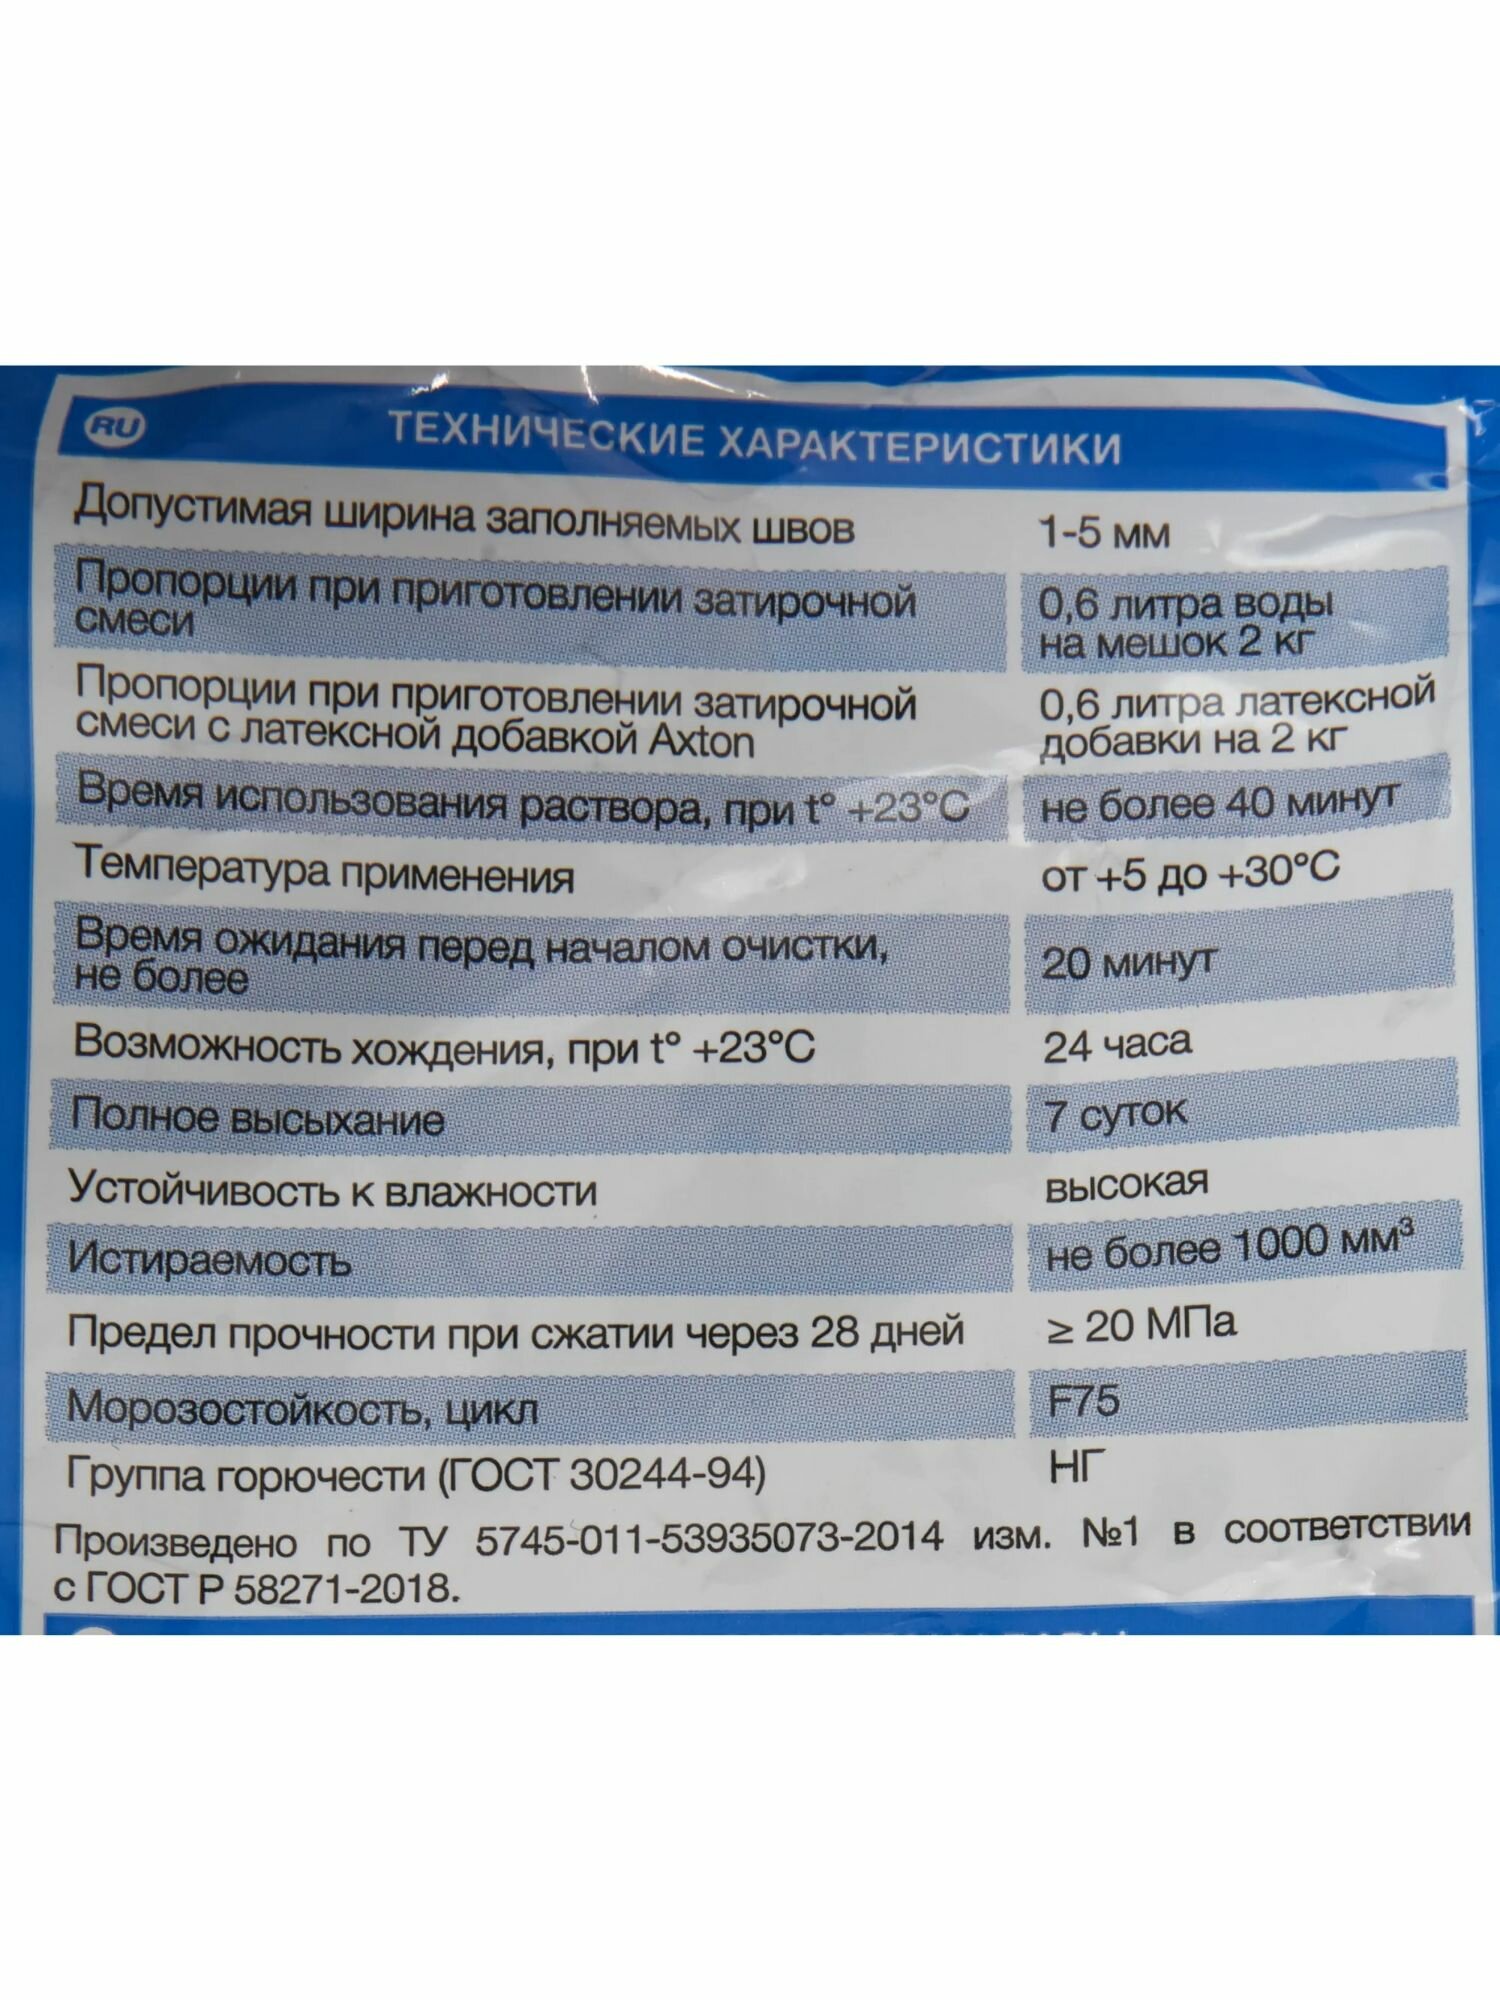 RU ТЕХНИЧЕСКИЕ ХАРАКТЕРИСТИКИ
Допустимая ширина заполняемых швов 1-5 мм
Пропорции при приготовлении затирочной
смеси
0,6 литра воды
на мешок 2 кг
Пропорции при приготовлении затирочной
смеси с латексной добавкой Axton
0,6 литра латексной
добавки на 2 кг
Время использования раствора, при t° +23°C не более 40 минут
Температура применения от +5 до +30°C
Время ожидания перед началом очистки,
не более
20 минут
Возможность хождения, при t° +23°C 24 часа
Полное высыхание 7 суток
Устойчивость к влажности высокая
Истираемость не более 1000 мм³
Предел прочности при сжатии через 28 дней ≥ 20 МПа
Морозостойкость, цикл F75
Группа горючести (ГОСТ 30244-94) НГ
Произведено по ТУ 5745-011-53935073-2014 изм. №1 в соответствии
с ГОСТ Р 58271-2018.